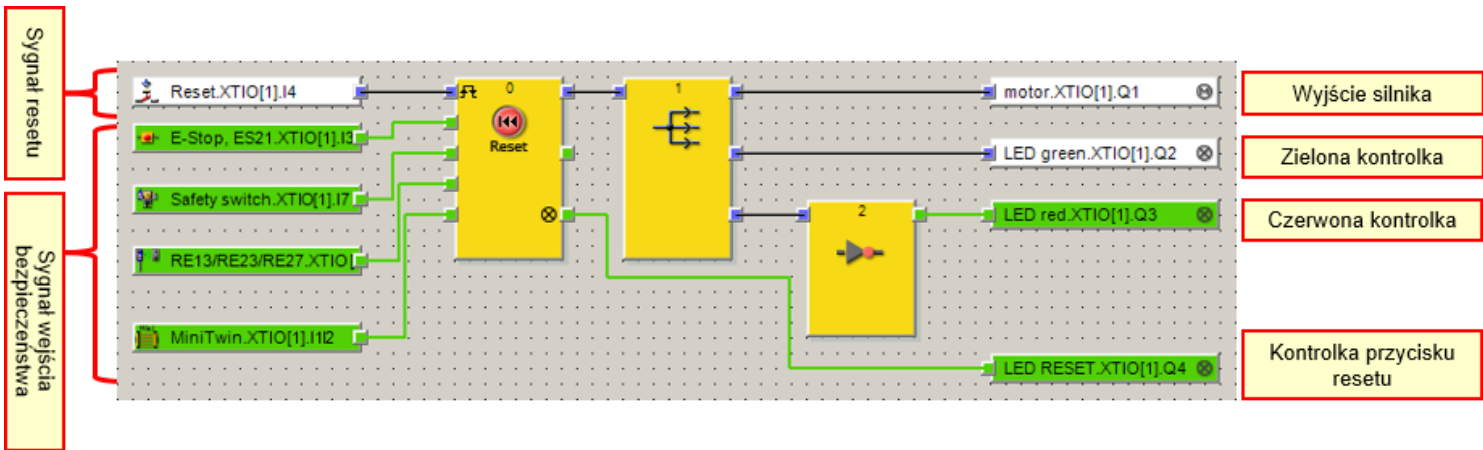 Sygnał resetu
Sygnał wejścia
bezpieczeństwa
Reset.XTIO[1].I4
E-Stop, ES21.XTIO[1].I3
Safety switch.XTIO[1].I7
RE13/RE23/RE27.XTIO[
MiniTwin.XTIO[1].I1I2
0
Reset
1
2
motor.XTIO[1].Q1
LED green.XTIO[1].Q2
LED red.XTIO[1].Q3
LED RESET.XTIO[1].Q4
Wyjście silnika
Zielona kontrolka
Czerwona kontrolka
Kontrolka przycisku
resetu